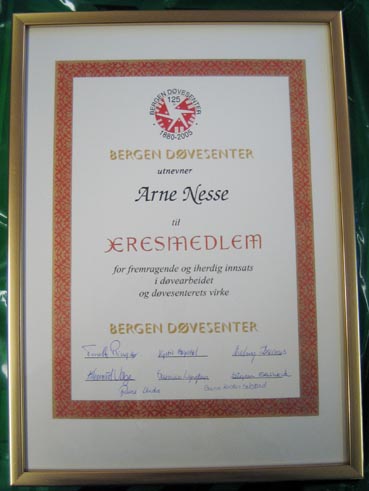 BERGEN DØVESENTER
125
1880-2005
BERGEN DØVESENTER
utnevner
Arne Nesse
til
ÆRESMEDLEM
for fremragende og iherdig innsats
i døvearbeidet
og døvesenterets virke
BERGEN DØVESENTER